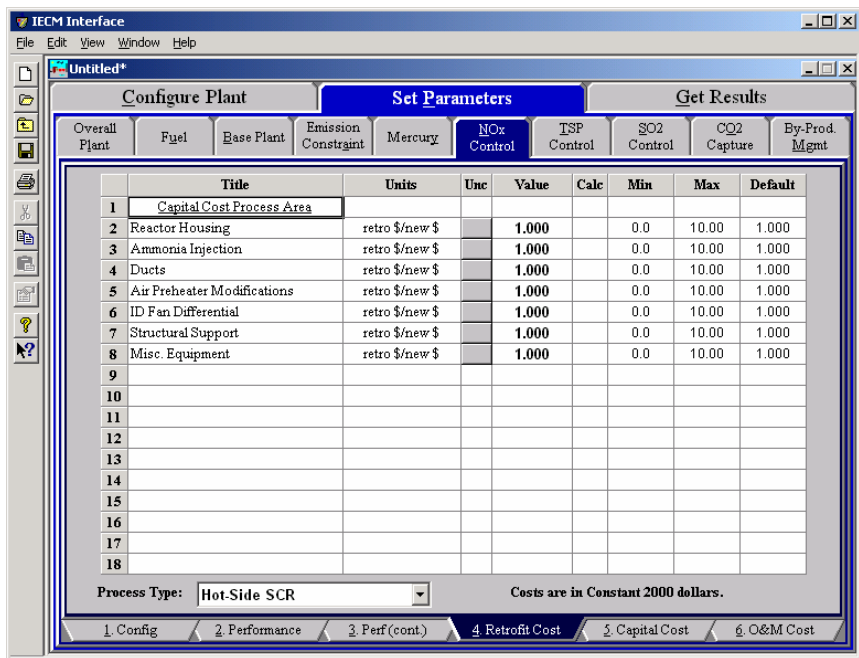 IECM Interface
File Edit View Window Help
Untitled*
Configure Plant Set Parameters Get Results
Overall Plant Fuel Base Plant Emission Constraint Mercury NOx Control TSP Control SO2 Control CO2 Capture By-Prod. Mgmt
Title Units Unc Value Calc Min Max Default
1 Capital Cost Process Area
2 Reactor Housing retro $/new $ 1.000 0.0 10.00 1.000
3 Ammonia Injection retro $/new $ 1.000 0.0 10.00 1.000
4 Ducts retro $/new $ 1.000 0.0 10.00 1.000
5 Air Preheater Modifications retro $/new $ 1.000 0.0 10.00 1.000
6 ID Fan Differential retro $/new $ 1.000 0.0 10.00 1.000
7 Structural Support retro $/new $ 1.000 0.0 10.00 1.000
8 Misc. Equipment retro $/new $ 1.000 0.0 10.00 1.000
9
10
11
12
13
14
15
16
17
18
Process Type: Hot-Side SCR Costs are in Constant 2000 dollars.
1. Config 2. Performance 3. Perf (cont.) 4. Retrofit Cost 5. Capital Cost 6. O&M Cost